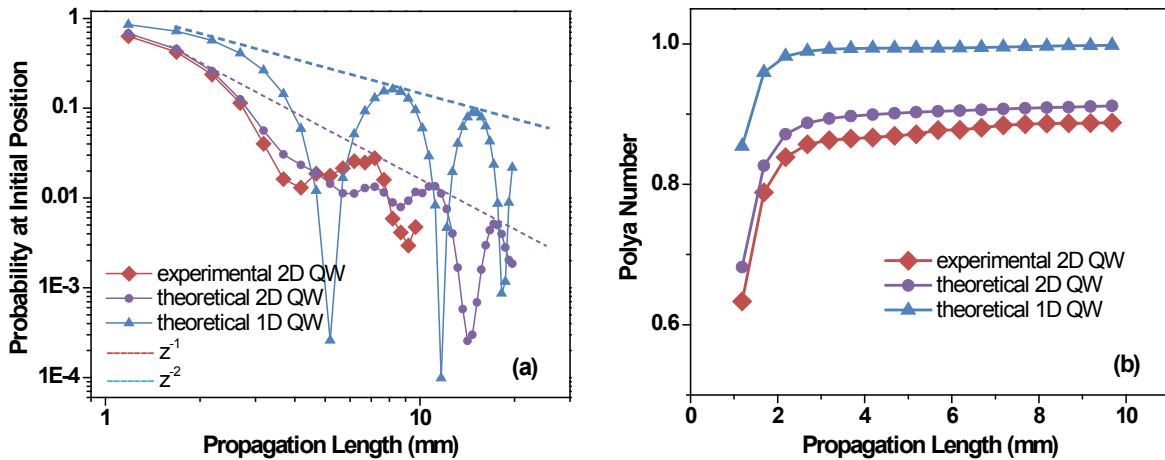 1
0.1
0.01
1E-3
1E-4
Probability at Initial Position
experimental 2D QW
theoretical 2D QW
theoretical 1D QW
z-1
z-2
(a)
1
10
Propagation Length (mm)
1.0
0.8
0.6
Polya Number
experimental 2D QW
theoretical 2D QW
theoretical 1D QW
(b)
0 2 4 6 8 10
Propagation Length (mm)